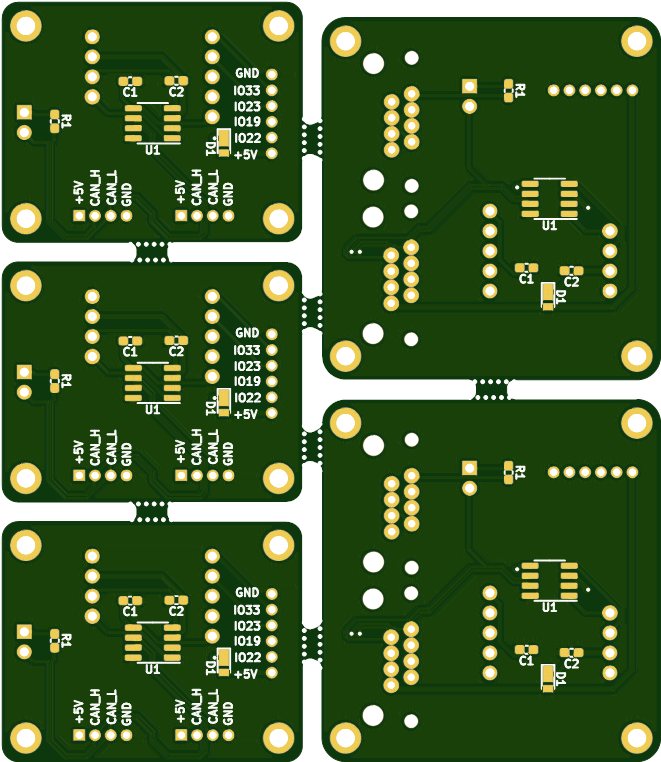 GND
C1 C2
IO33
IO23
R1
IO19
U1
D1
IO22
+5V
+5V
CAN_H
CAN_L
GND
+5V
CAN_H
CAN_L
GND
GND
C1 C2
IO33
IO23
R1
IO19
U1
D1
IO22
+5V
+5V
CAN_H
CAN_L
GND
+5V
CAN_H
CAN_L
GND
GND
C1 C2
IO33
IO23
R1
IO19
U1
D1
IO22
+5V
+5V
CAN_H
CAN_L
GND
+5V
CAN_H
CAN_L
GND
R1
U1
C1 C2
D1
R1
U1
C1 C2
D1